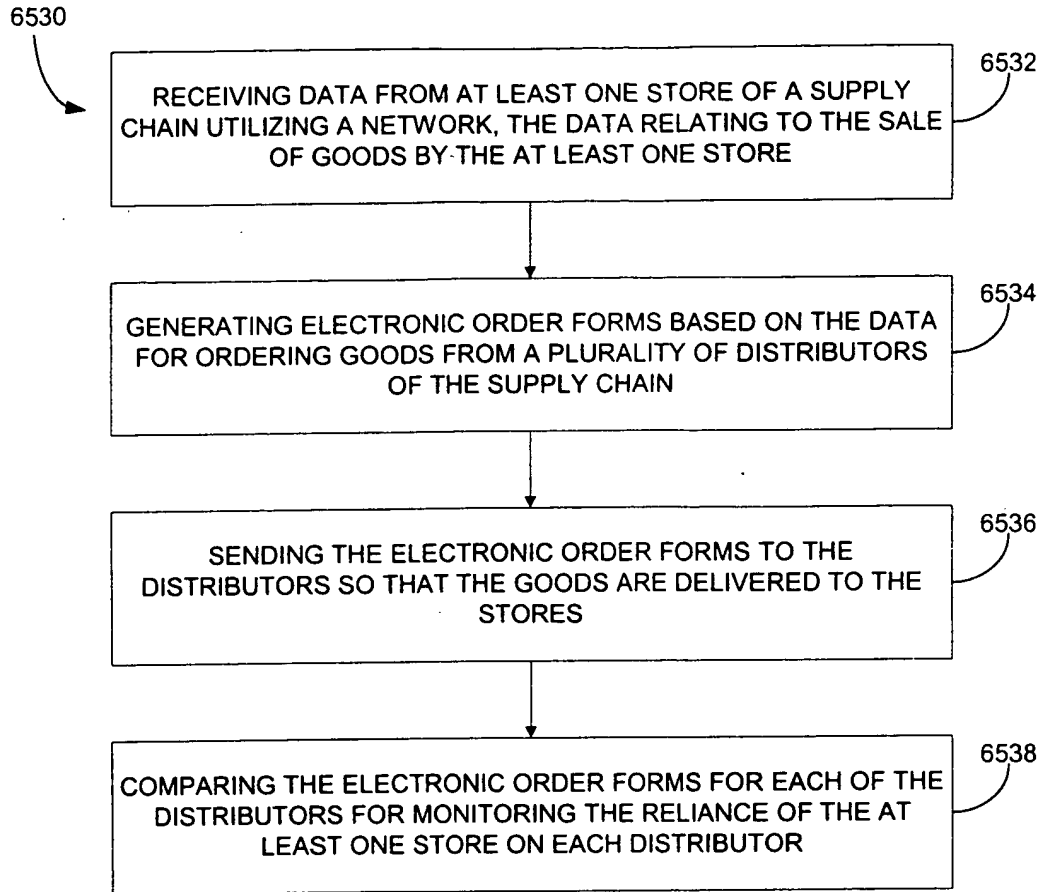 6530
6532
RECEIVING DATA FROM AT LEAST ONE STORE OF A SUPPLY
CHAIN UTILIZING A NETWORK, THE DATA RELATING TO THE SALE
OF GOODS BY THE AT LEAST ONE STORE
6534
GENERATING ELECTRONIC ORDER FORMS BASED ON THE DATA
FOR ORDERING GOODS FROM A PLURALITY OF DISTRIBUTORS
OF THE SUPPLY CHAIN
6536
SENDING THE ELECTRONIC ORDER FORMS TO THE
DISTRIBUTORS SO THAT THE GOODS ARE DELIVERED TO THE
STORES
6538
COMPARING THE ELECTRONIC ORDER FORMS FOR EACH OF THE
DISTRIBUTORS FOR MONITORING THE RELIANCE OF THE AT
LEAST ONE STORE ON EACH DISTRIBUTOR